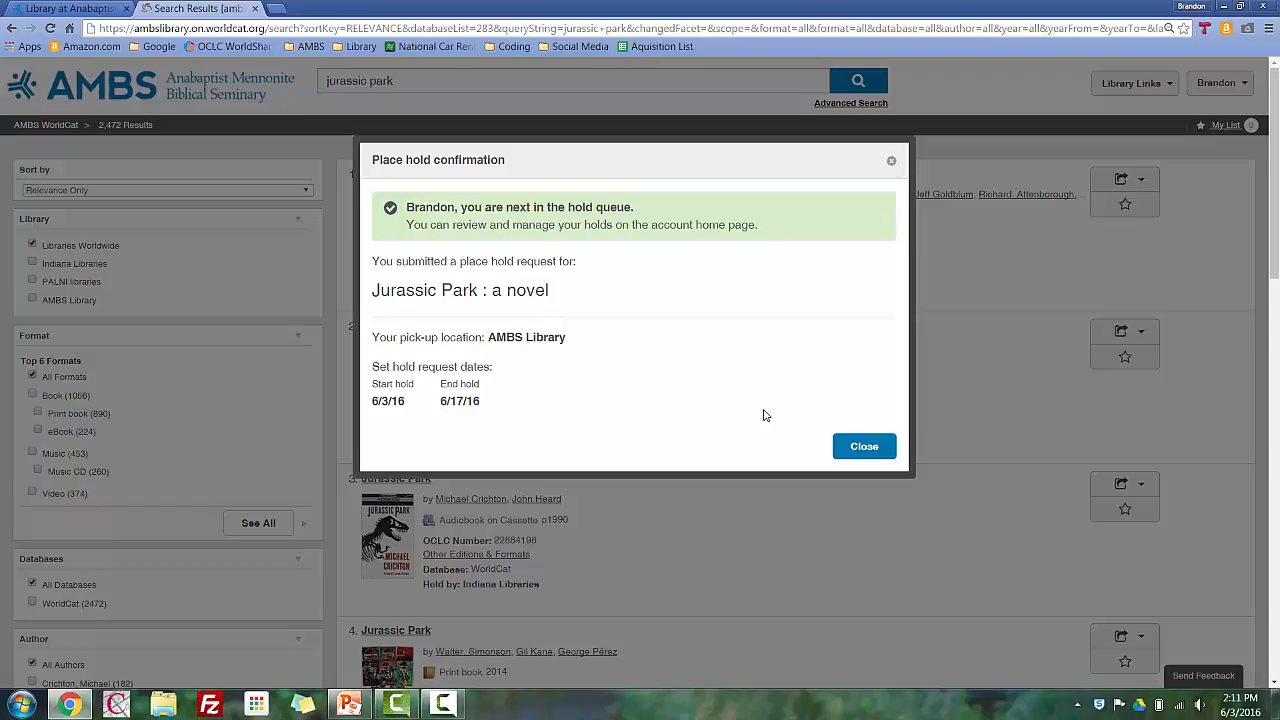 Library at Anabaptis
Search Results [amb
Brandon
https://ambslibrary.on.worldcat.org/search?sortKey=RELEVANCE&databaseList=283&queryString=jurassic+park&changedFacet=&scope=&format=all&format=all&database=all&author=all&year=all&yearFrom=&yearTo=&la
Apps
Amazon.com
Google
OCLC WorldSha
AMBS
Library
National Car Re
Coding
Social Media
Aquisition List
AMBS
Anabaptist Mennonite
Biblical Seminary
jurassic park
Advanced Search
Library Links
Brandon
AMBS WorldCat > 2,472 Results
My List 0
Sort by
Relevance Only
Library
Libraries Worldwide
Indiana Libraries
PALNI libraries
AMBS Library
Format
Top 6 Formats
All Formats
Book (1056)
Print book (890)
eBook (224)
Music (453)
Music CD (260)
Video (374)
See All
Databases
All Databases
WorldCat (2472)
Author
All Authors
Crichton, Michael (182)
Place hold confirmation
Brandon, you are next in the hold queue.
You can review and manage your holds on the account home page.
You submitted a place hold request for:
Jurassic Park : a novel
Your pick-up location: AMBS Library
Set hold request dates:
Start hold End hold
6/3/16 6/17/16
Close
Jeff Goldblum, Richard. Attenborough, ...
3. Jurassic Park
by Michael Crichton, John Heard
Audiobook on Cassette p1990
OCLC Number: 22884198
Other Editions & Formats
Database: WorldCat
Held by: Indiana Libraries
JURASSIC PARK
MICHAEL CRICHTON
4. Jurassic Park
by Walter. Simonson, Gil Kane, George Pérez
Print book 2014
Send Feedback
2:11 PM
6/3/2016